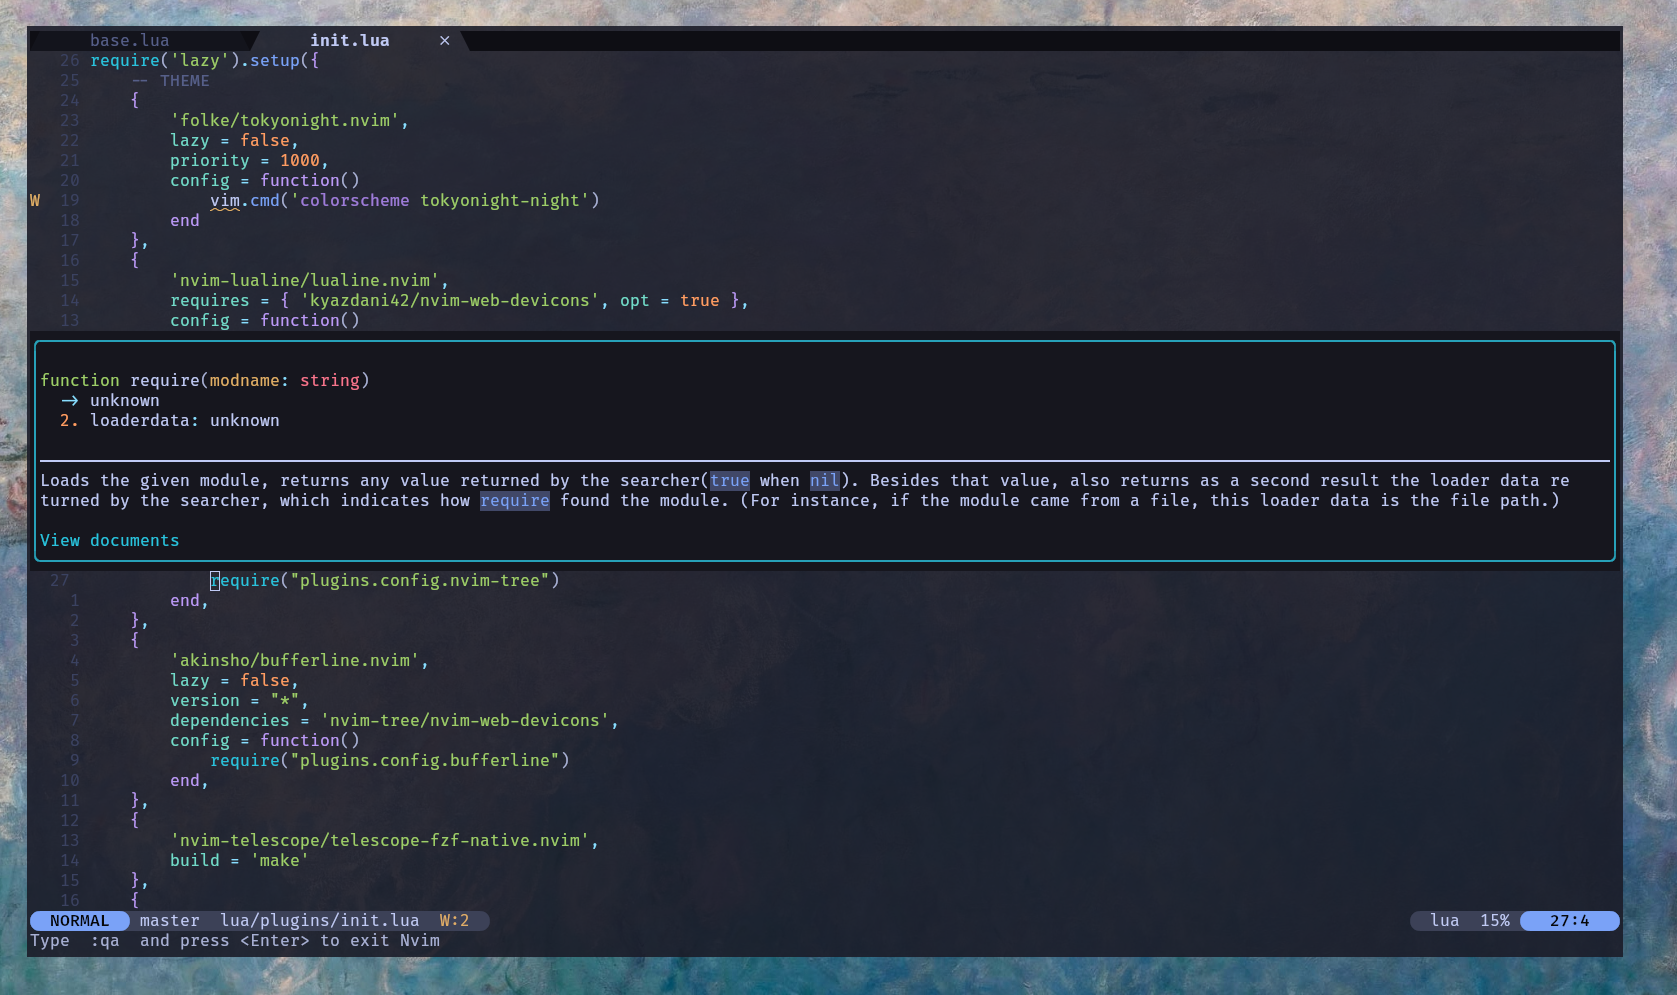 base.lua init.lua ×
26 require('lazy').setup({
25 -- THEME
24 {
23 'folke/tokyonight.nvim',
22 lazy = false,
21 priority = 1000,
20 config = function()
W 19 vim.cmd('colorscheme tokyonight-night')
18 end
17 },
16 {
15 'nvim-lualine/lualine.nvim',
14 requires = { 'kyazdani42/nvim-web-devicons', opt = true },
13 config = function()
function require(modname: string)
-> unknown
2. loaderdata: unknown
Loads the given module, returns any value returned by the searcher(true when nil). Besides that value, also returns as a second result the loader data re
turned by the searcher, which indicates how require found the module. (For instance, if the module came from a file, this loader data is the file path.)
View documents
27 require("plugins.config.nvim-tree")
1 end,
2 },
3 {
4 'akinsho/bufferline.nvim',
5 lazy = false,
6 version = "*",
7 dependencies = 'nvim-tree/nvim-web-devicons',
8 config = function()
9 require("plugins.config.bufferline")
10 end,
11 },
12 {
13 'nvim-telescope/telescope-fzf-native.nvim',
14 build = 'make'
15 },
16 {
NORMAL master lua/plugins/init.lua W:2 lua 15% 27:4
Type :qa and press <Enter> to exit Nvim